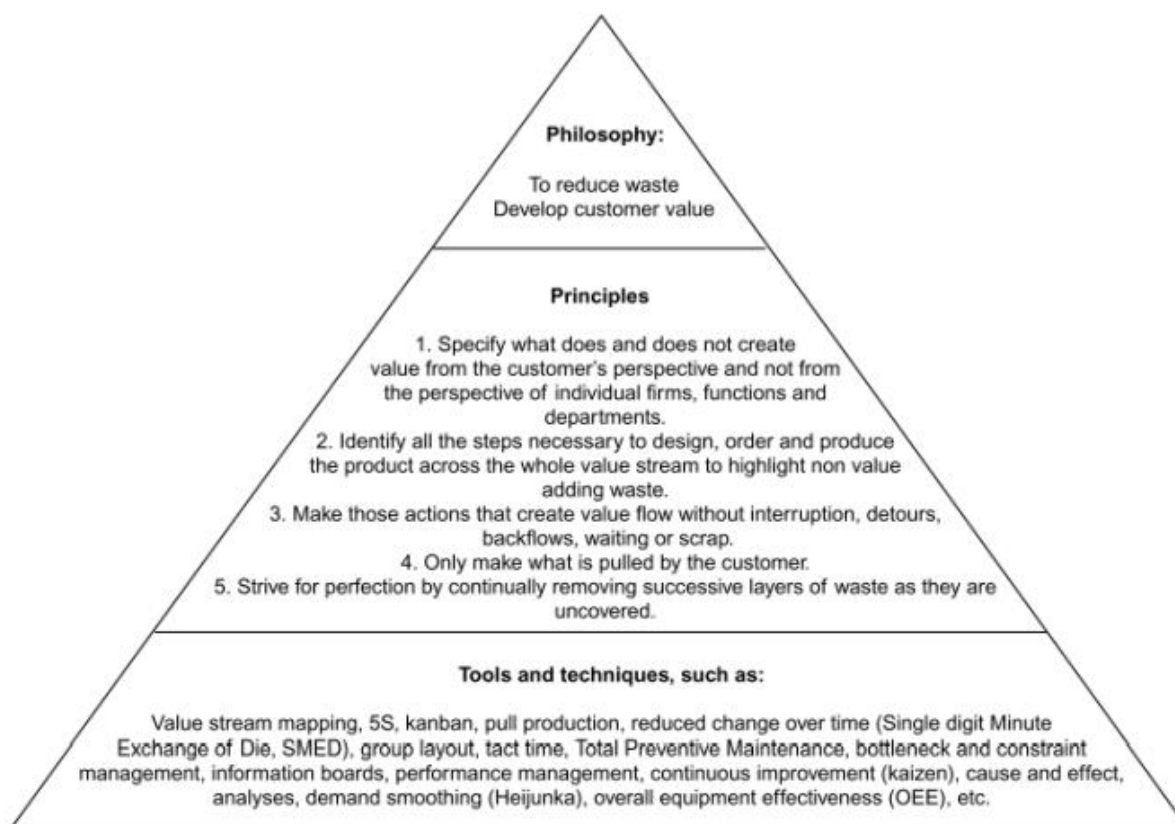 Philosophy:
To reduce waste
Develop customer value
Principles
1. Specify what does and does not create
value from the customer's perspective and not from
the perspective of individual firms, functions and
departments.
2. Identify all the steps necessary to design, order and produce
the product across the whole value stream to highlight non value
adding waste.
3. Make those actions that create value flow without interruption, detours,
backflows, waiting or scrap.
4. Only make what is pulled by the customer.
5. Strive for perfection by continually removing successive layers of waste as they are
uncovered.
Tools and techniques, such as:
Value stream mapping, 5S, kanban, pull production, reduced change over time (Single digit Minute
Exchange of Die, SMED), group layout, tact time, Total Preventive Maintenance, bottleneck and constraint
management, information boards, performance management, continuous improvement (kaizen), cause and effect,
analyses, demand smoothing (Heijunka), overall equipment effectiveness (OEE), etc.